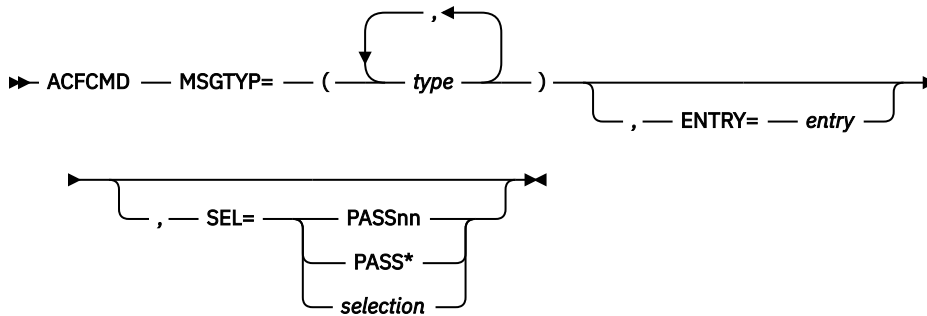 ,
ACFCMD MSGTYP= ( type )
, ENTRY= entry
, SEL= PASSnn
PASS*
selection